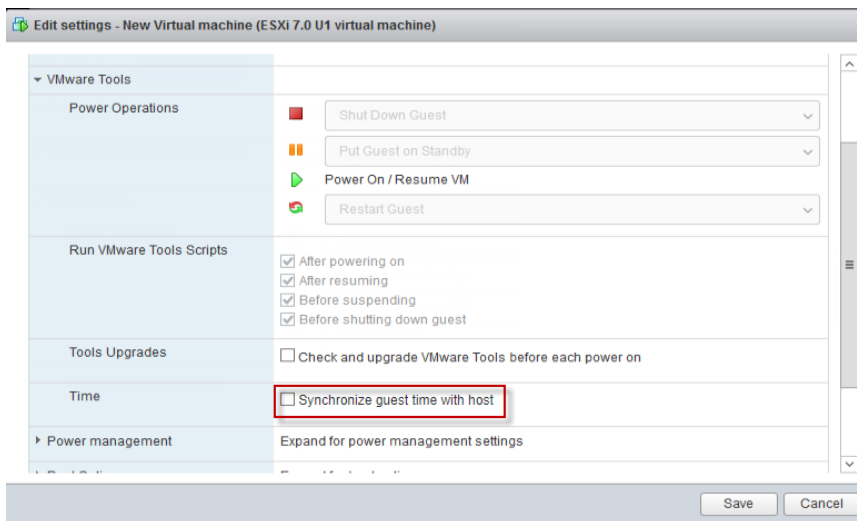 Edit settings - New Virtual machine (ESXi 7.0 U1 virtual machine)
VMware Tools
Power Operations
Shut Down Guest
Put Guest on Standby
Power On / Resume VM
Restart Guest
Run VMware Tools Scripts
After powering on
After resuming
Before suspending
Before shutting down guest
Tools Upgrades
Check and upgrade VMware Tools before each power on
Time
Synchronize guest time with host
Power management
Expand for power management settings
Save
Cancel